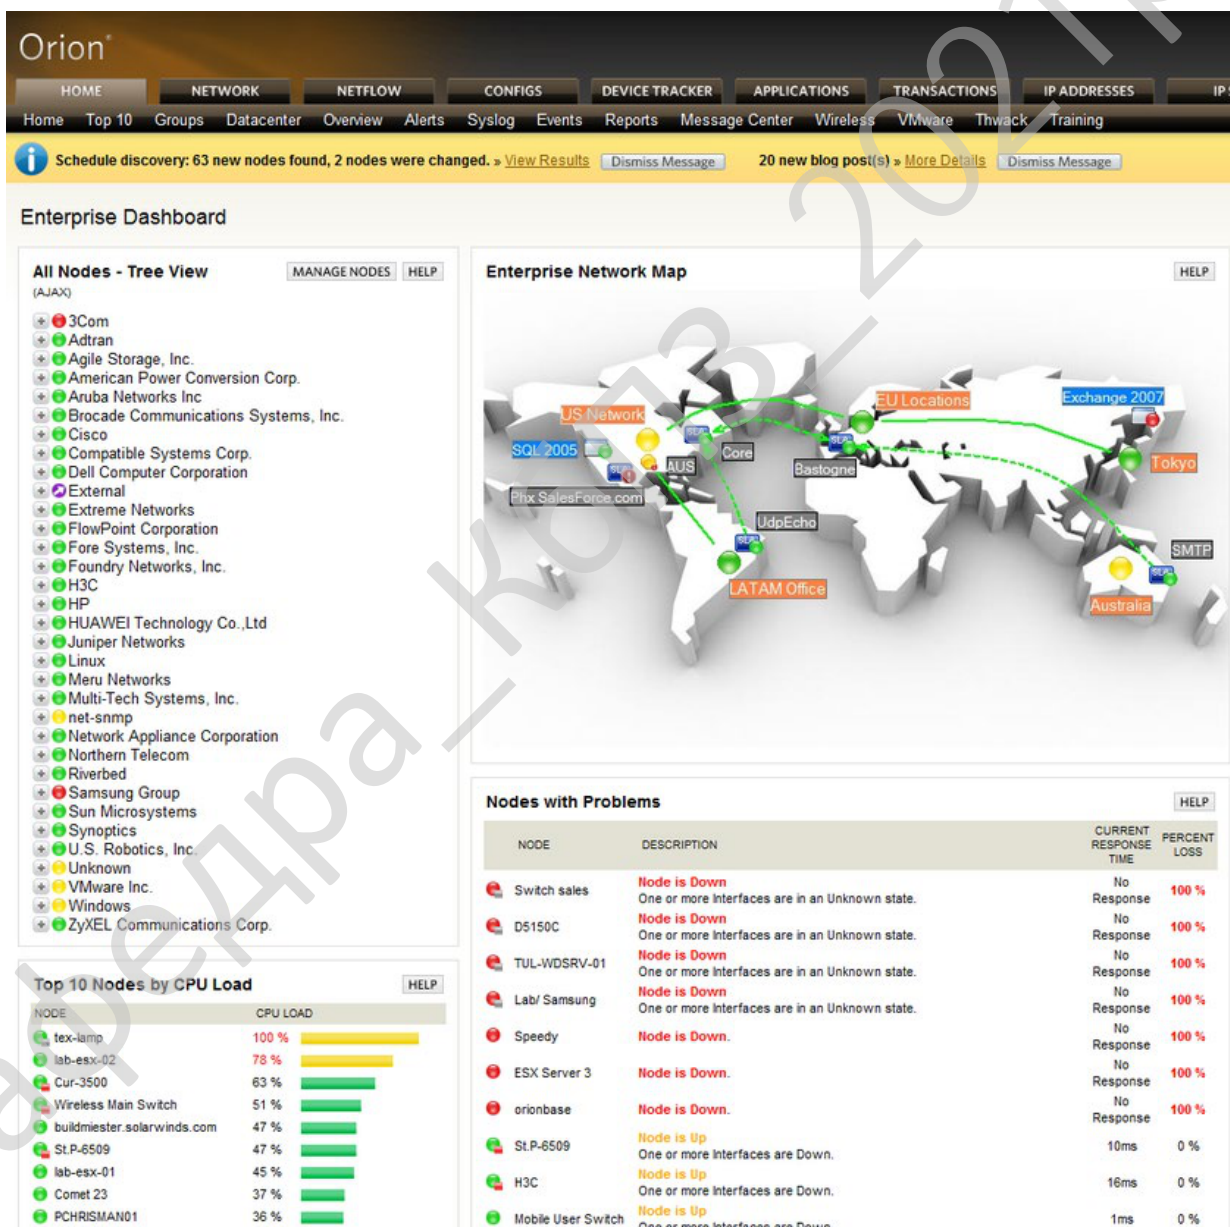 Orion
HOME NETWORK NETFLOW CONFIGS DEVICE TRACKER APPLICATIONS TRANSACTIONS IP ADDRESSES IP
Home Top 10 Groups Datacenter Overview Alerts Syslog Events Reports Message Center Wireless VMware Thwack Training
Schedule discovery: 63 new nodes found, 2 nodes were changed. » View Results Dismiss Message 20 new blog post(s) » More Details Dismiss Message
Enterprise Dashboard
All Nodes - Tree View MANAGE NODES HELP
(AJAX)
3Com
Adtran
Agile Storage, Inc.
American Power Conversion Corp.
Aruba Networks Inc
Brocade Communications Systems, Inc.
Cisco
Compatible Systems Corp.
Dell Computer Corporation
External
Extreme Networks
FlowPoint Corporation
Fore Systems, Inc.
Foundry Networks, Inc.
H3C
HP
HUAWEI Technology Co.,Ltd
Juniper Networks
Linux
Meru Networks
Multi-Tech Systems, Inc.
net-snmp
Network Appliance Corporation
Northern Telecom
Riverbed
Samsung Group
Sun Microsystems
Synoptics
U.S. Robotics, Inc.
Unknown
VMware Inc.
Windows
ZyXEL Communications Corp.
Top 10 Nodes by CPU Load HELP
NODE CPU LOAD
tex-lamp 100 %
lab-esx-02 78 %
Cur-3500 63 %
Wireless Main Switch 51 %
buildmiester.solarwinds.com 47 %
St.P-6509 47 %
lab-esx-01 45 %
Comet 23 37 %
PCHRISMAN01 36 %
Enterprise Network Map HELP
Exchange 2007
EU Locations
US Network
SQL 2005
Core
AUS
Bastogne
Tokyo
Phx SalesForce.com
UdpEcho
SMTP
LATAM Office
Australia
Nodes with Problems HELP
NODE DESCRIPTION CURRENT RESPONSE TIME PERCENT LOSS
Switch sales Node is Down No Response 100 %
One or more Interfaces are in an Unknown state.
D5150C Node is Down No Response 100 %
One or more Interfaces are in an Unknown state.
TUL-WDSRV-01 Node is Down No Response 100 %
One or more Interfaces are in an Unknown state.
Lab/ Samsung Node is Down No Response 100 %
One or more Interfaces are in an Unknown state.
Speedy Node is Down. No Response 100 %
ESX Server 3 Node is Down. No Response 100 %
orionbase Node is Down. No Response 100 %
St.P-6509 Node is Up 10ms 0 %
One or more Interfaces are Down.
H3C Node is Up 16ms 0 %
One or more Interfaces are Down.
Mobile User Switch Node is Up 1ms 0 %
One or more Interfaces are Down.